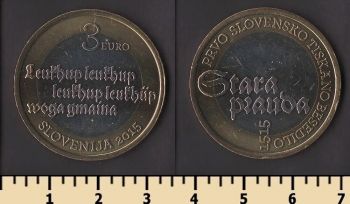 3 EURO
Leukhup leukhup
leukhup leukhüp
woga gmaina
SLOVENIJA 2015
PRVO SLOVENSKO TISKANO BESEDILO
Stara
prauda
1515
1 2 3 4 5 6 7